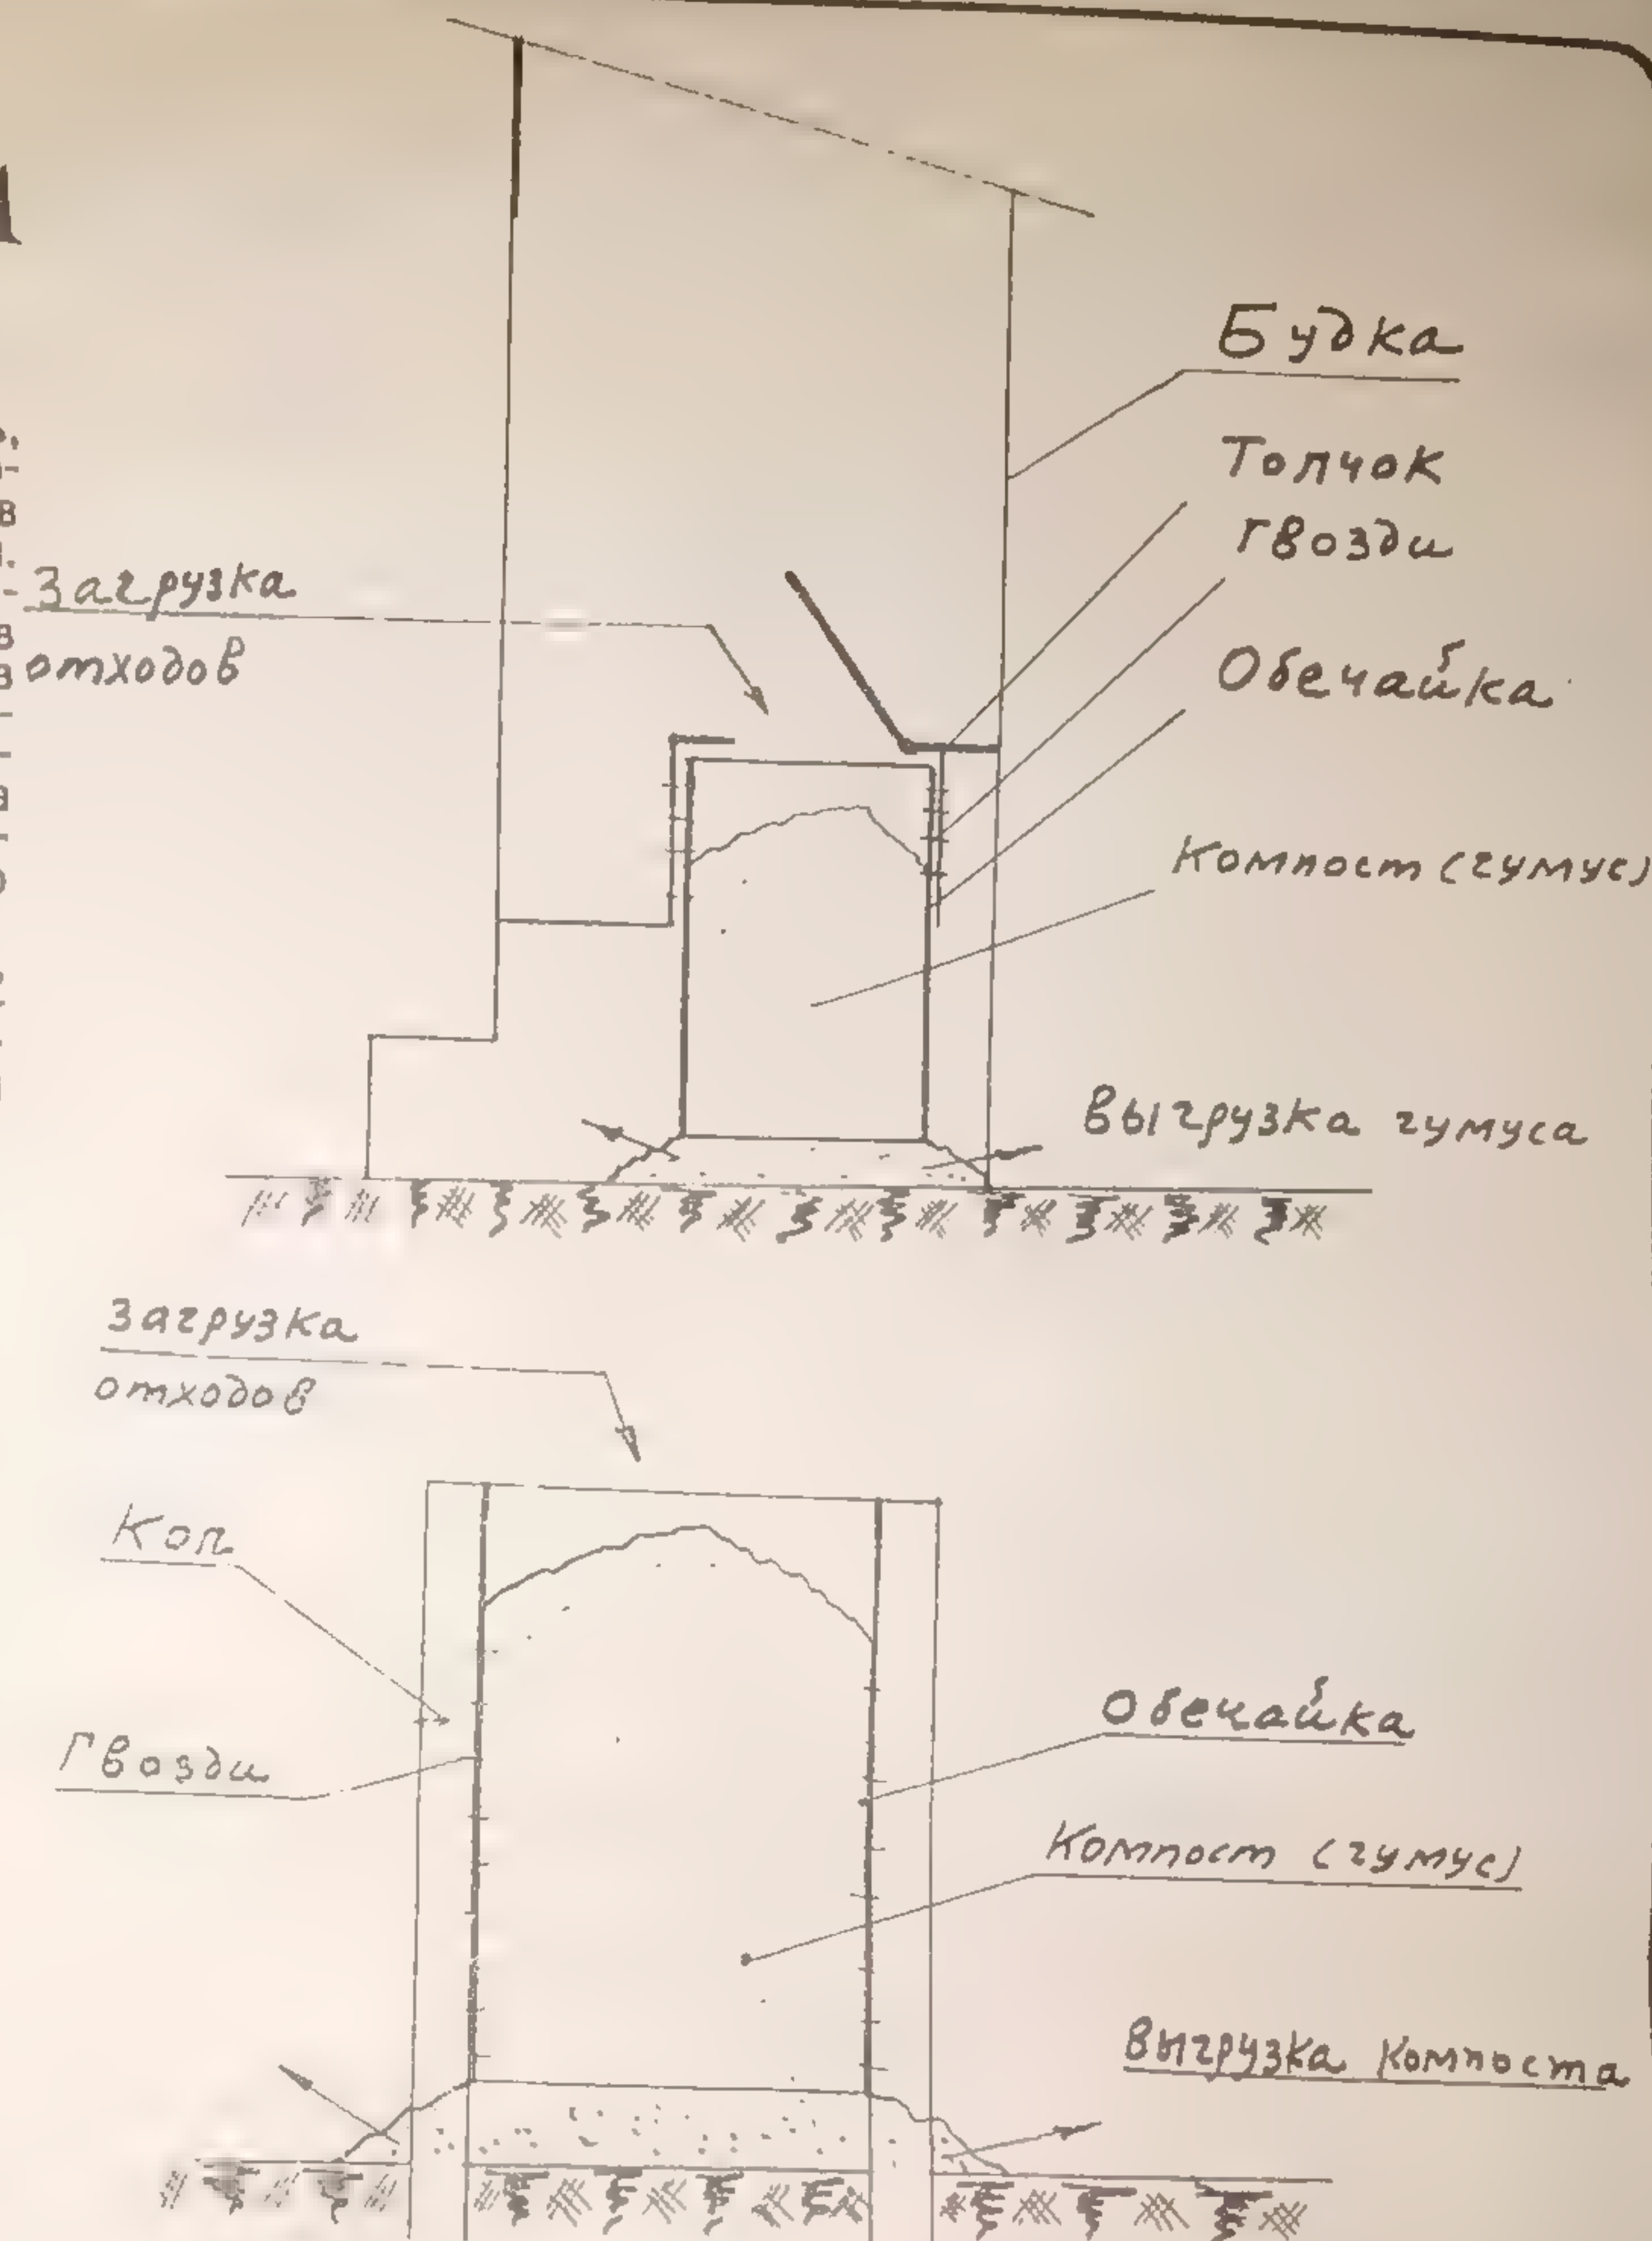 Будка
Толчок
гвозди
Загрузка
отходов
Обечайка
Компост (гумус)
Выгрузка гумуса
Загрузка
отходов
Кол
Гвозди
Обечайка
Компост (гумус)
Выгрузка компоста